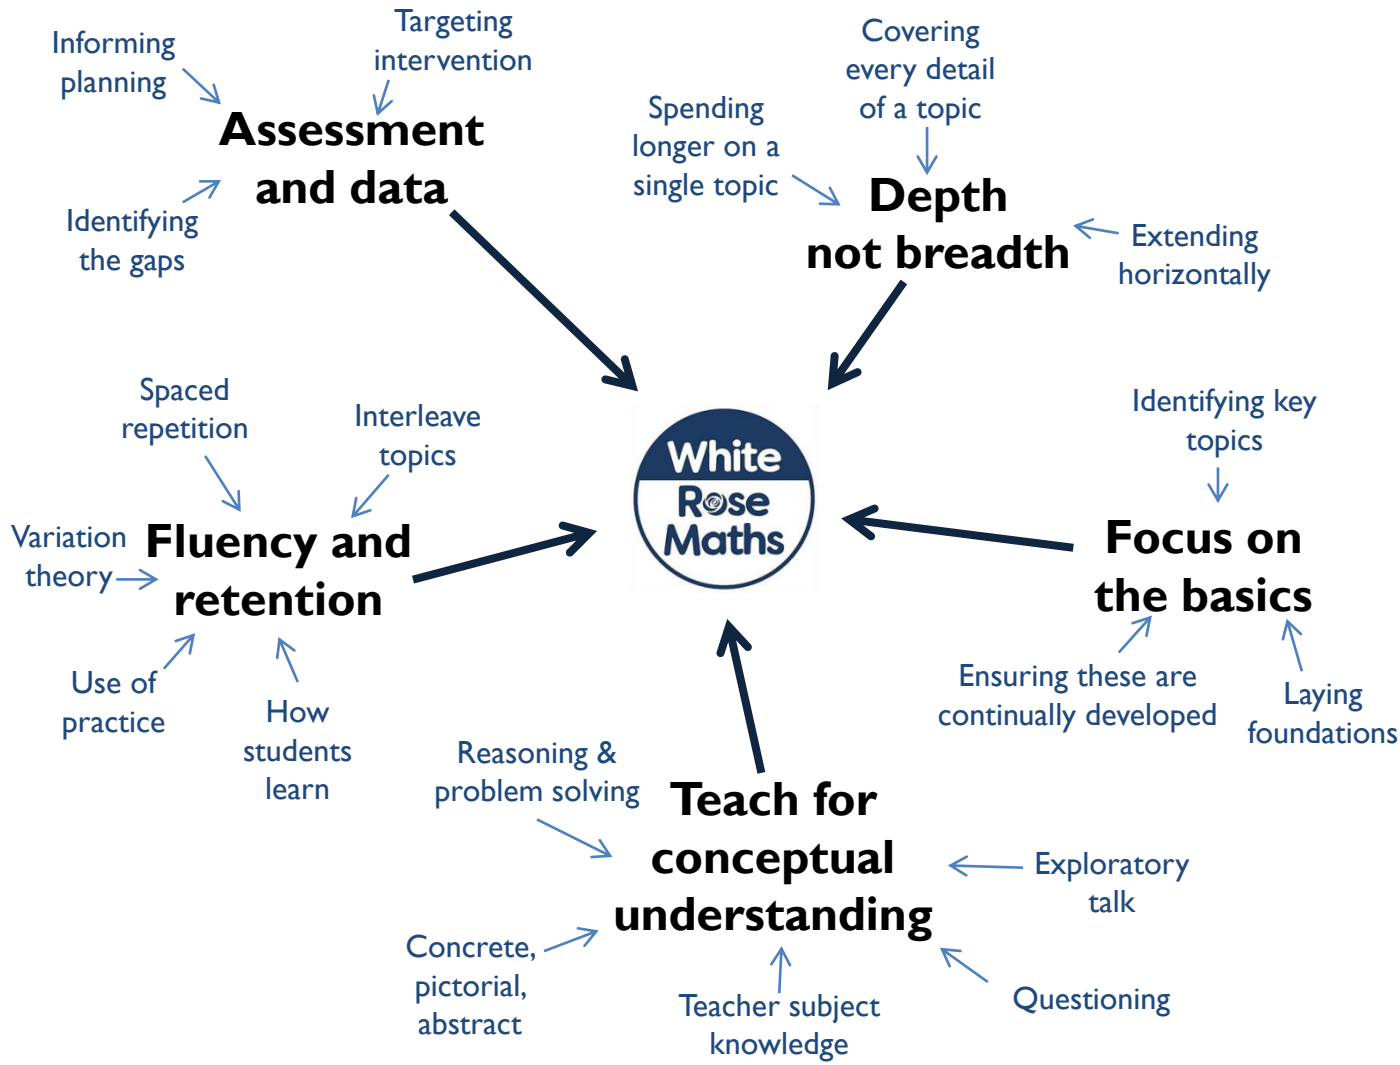 Informing
planning
Targeting
intervention
Assessment
and data
Identifying
the gaps
Covering
every detail
of a topic
Spending
longer on a
single topic
Depth
not breadth
Extending
horizontally
Spaced
repetition
Interleave
topics
Variation
theory
Fluency and
retention
Use of
practice
How
students
learn
White
Rose
Maths
Identifying key
topics
Focus on
the basics
Ensuring these are
continually developed
Laying
foundations
Reasoning &
problem solving
Teach for
conceptual
understanding
Exploratory
talk
Concrete,
pictorial,
abstract
Teacher subject
knowledge
Questioning